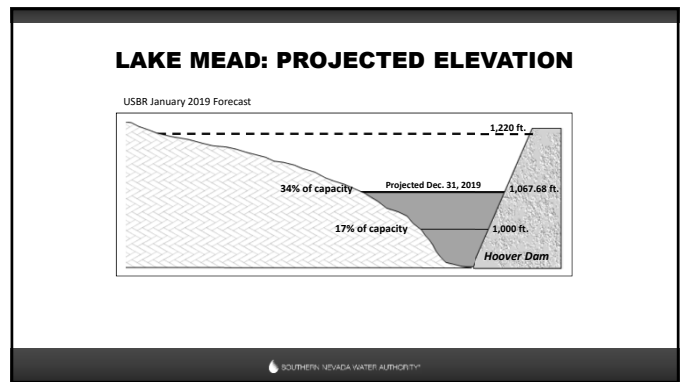 LAKE MEAD: PROJECTED ELEVATION
USBR January 2019 Forecast
1,220 ft.
34% of capacity
Projected Dec. 31, 2019
1,067.68 ft.
17% of capacity
1,000 ft.
Hoover Dam
SOUTHERN NEVADA WATER AUTHORITY®